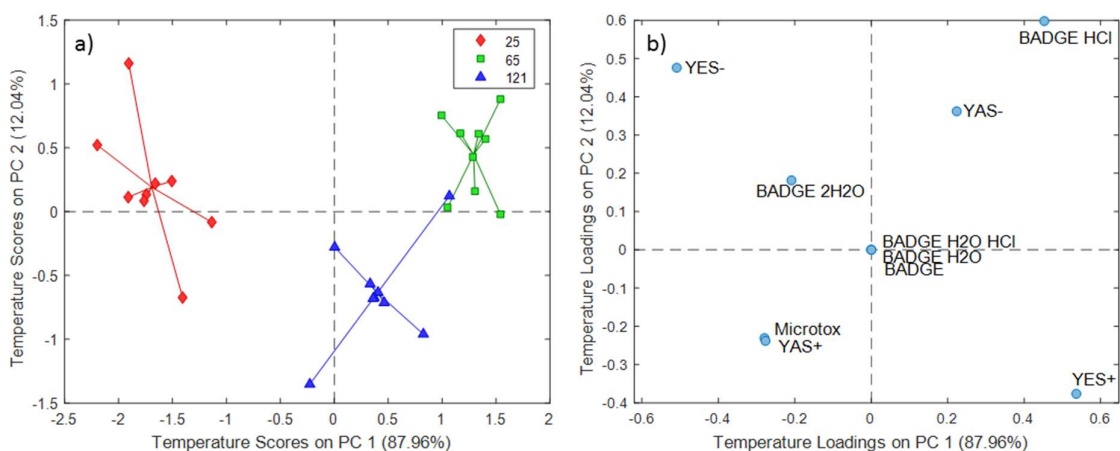 a)
25
65
121
1.5
1
0.5
0
-0.5
-1
-1.5
-2.5
-2
-1.5
-1
-0.5
0
0.5
1
1.5
2
Temperature Scores on PC 2 (12.04%)
Temperature Scores on PC 1 (87.96%)
b)
0.6
0.5
0.4
0.3
0.2
0.1
0
-0.1
-0.2
-0.3
-0.4
-0.6
-0.4
-0.2
0
0.2
0.4
0.6
Temperature Loadings on PC 2 (12.04%)
Temperature Loadings on PC 1 (87.96%)
BADGE HCl
YES-
YAS-
BADGE 2H2O
BADGE H2O HCl
BADGE H2O
BADGE
Microtox
YAS+
YES+